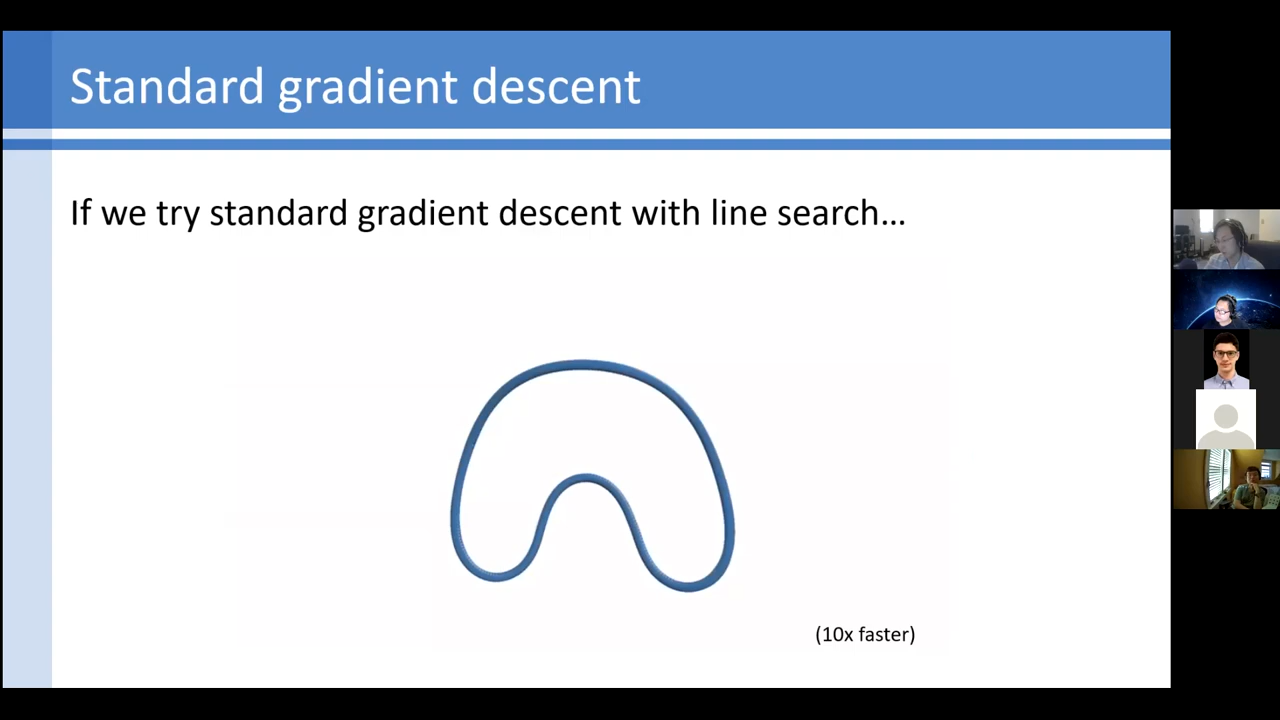 Standard gradient descent
If we try standard gradient descent with line search...
(10x faster)